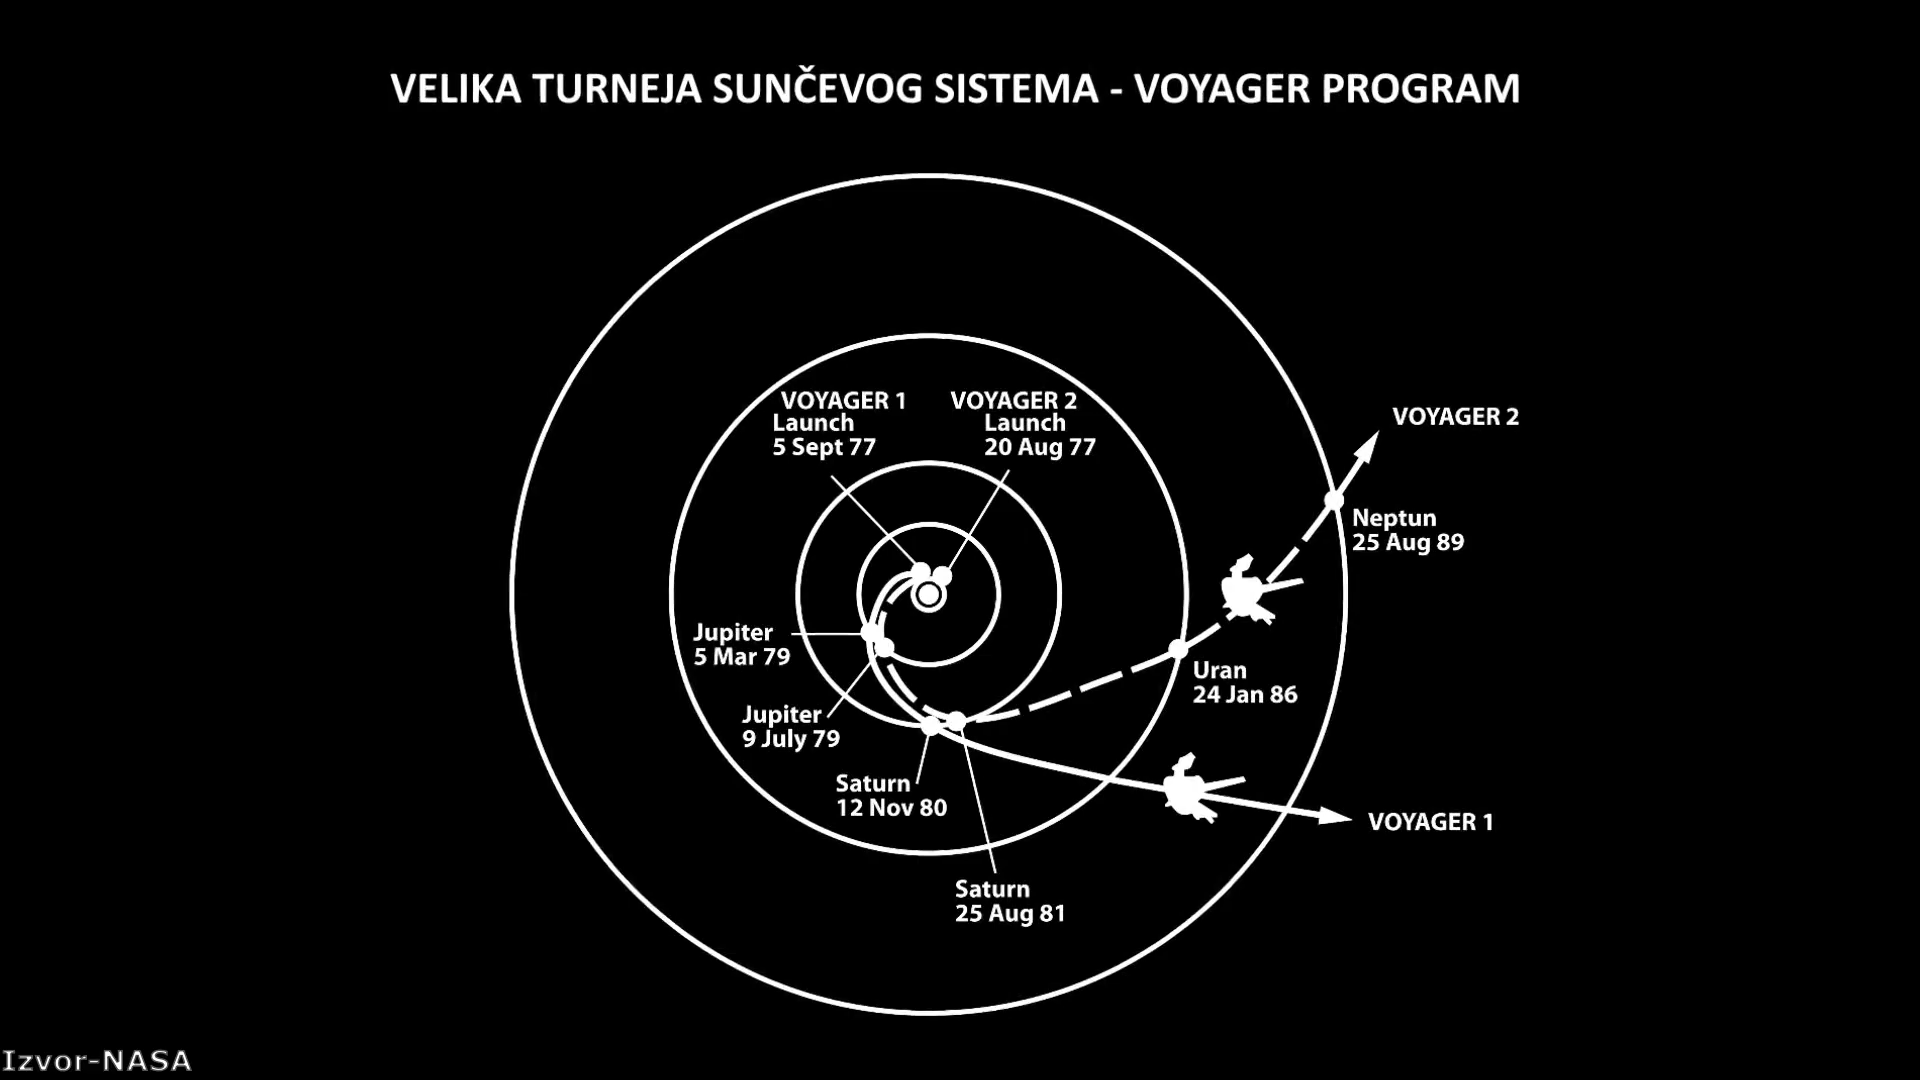 VELIKA TURNEJA SUNČEVOG SISTEMA - VOYAGER PROGRAM
VOYAGER 1
Launch
5 Sept 77
VOYAGER 2
Launch
20 Aug 77
VOYAGER 2
Neptun
25 Aug 89
Jupiter
5 Mar 79
Uran
24 Jan 86
Jupiter
9 July 79
Saturn
12 Nov 80
VOYAGER 1
Saturn
25 Aug 81
Izvor-NASA